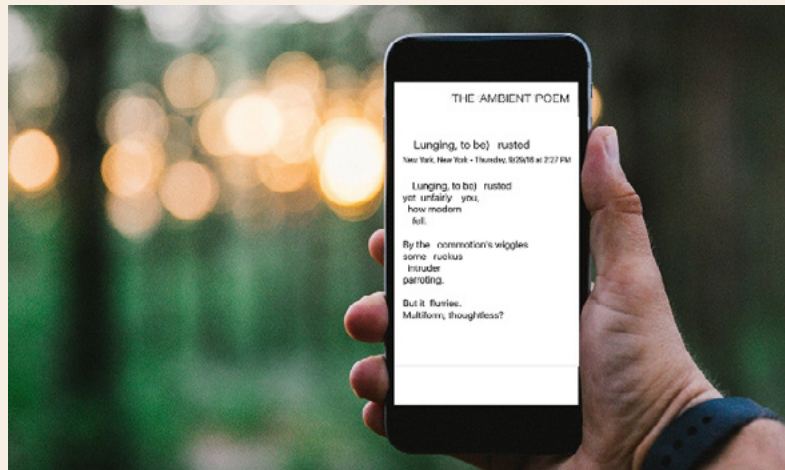 THE AMBIENT POEM
Lunging, to be) rusted
New York, New York • Thursday, 9/29/16 at 2:27 PM
Lunging, to be) rusted
yet unfairly you,
how modern
full.
By the commotion's wiggles
some ruckus
intruder
parroting.
But it flurries.
Multiform, thoughtless?